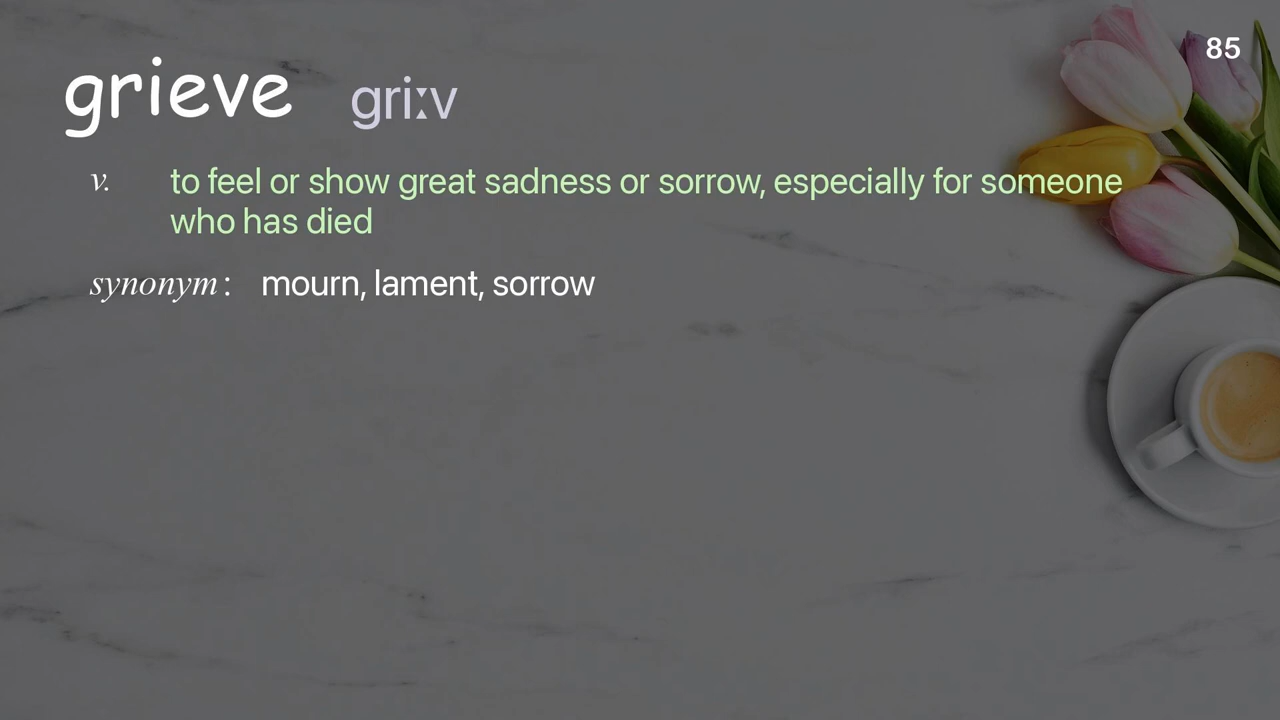 85
grieve griːv
v. to feel or show great sadness or sorrow, especially for someone
who has died
synonym: mourn, lament, sorrow